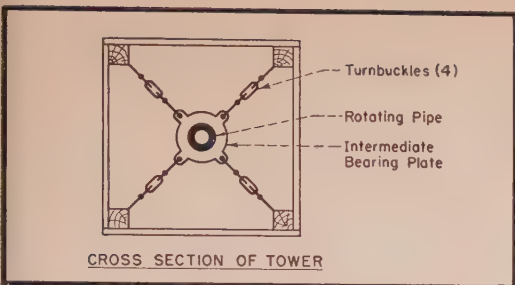 Turnbuckles (4)
Rotating Pipe
Intermediate
Bearing Plate
CROSS SECTION OF TOWER